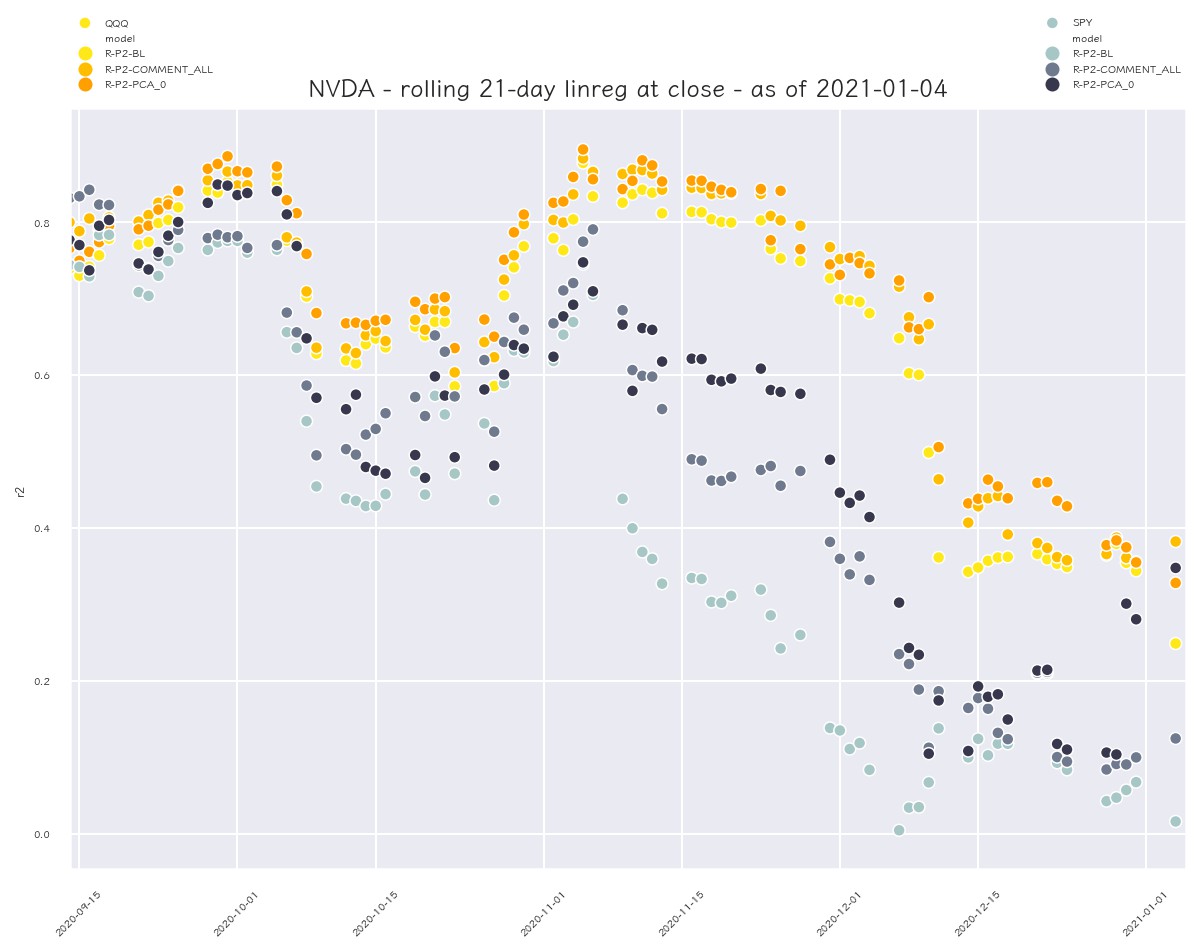 QQQ
model
R-P2-BL
R-P2-COMMENT_ALL
R-P2-PCA_0
SPY
model
R-P2-BL
R-P2-COMMENT_ALL
R-P2-PCA_0
NVDA - rolling 21-day linreg at close - as of 2021-01-04
r2
0.8
0.6
0.4
0.2
0.0
2020-09-15
2020-10-01
2020-10-15
2020-11-01
2020-11-15
2020-12-01
2020-12-15
2021-01-01